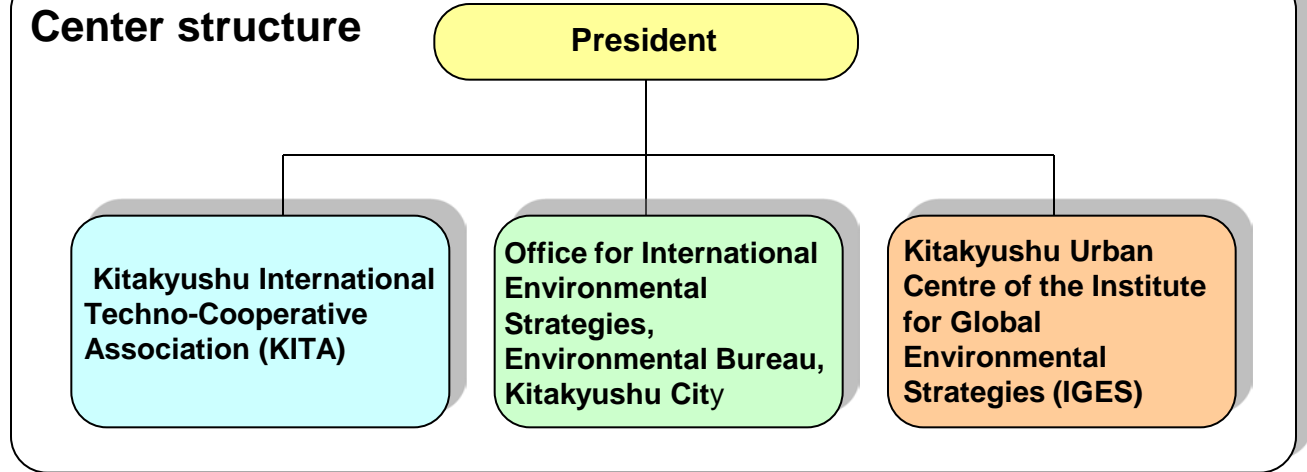 Center structure
President
Kitakyushu International
Techno-Cooperative
Association (KITA)
Office for International
Environmental
Strategies,
Environmental Bureau,
Kitakyushu City
Kitakyushu Urban
Centre of the Institute
for Global
Environmental
Strategies (IGES)